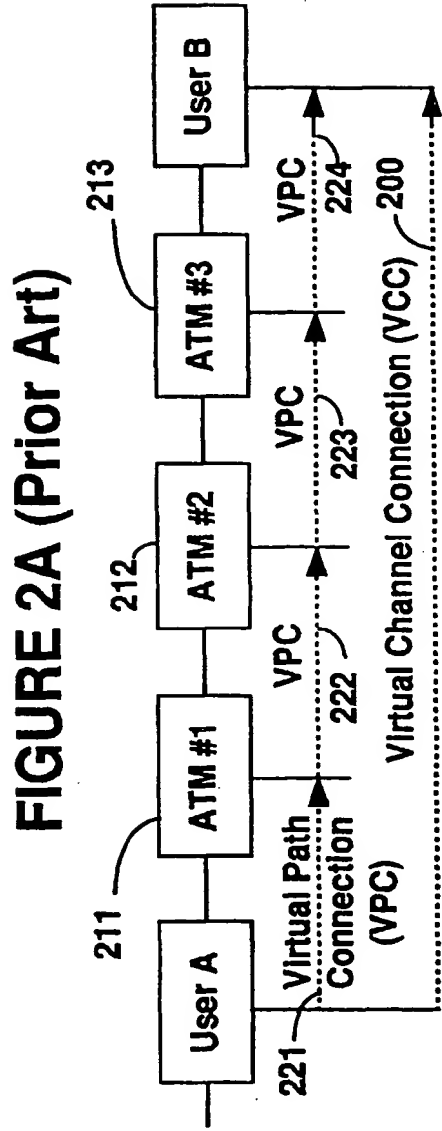 FIGURE 2A (Prior Art)
211
212
213
User A
ATM #1
ATM #2
ATM #3
User B
Virtual Path
Connection
(VPC)
221
VPC
222
VPC
223
VPC
224
Virtual Channel Connection (VCC)
200